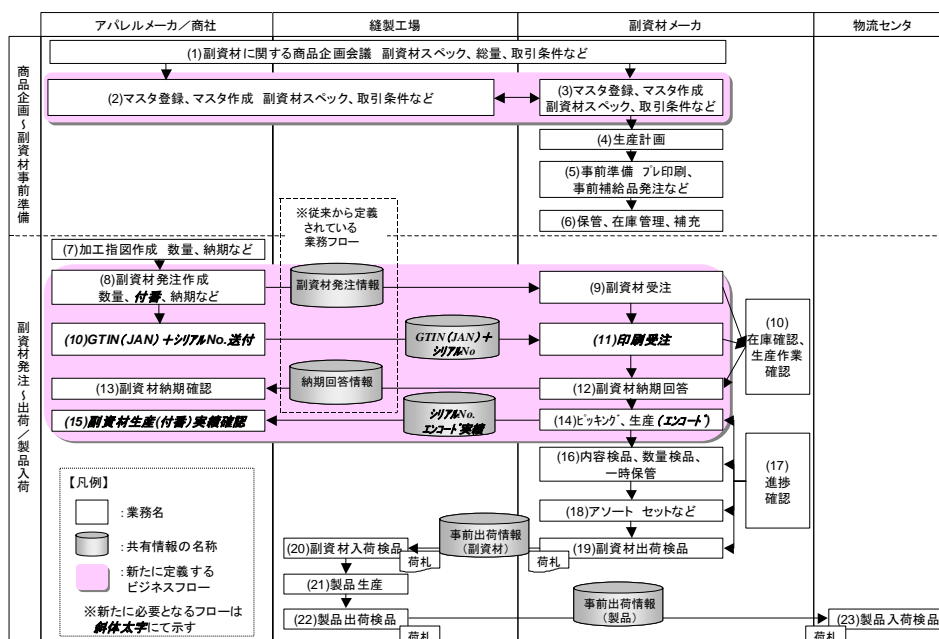 アパレルメーカ/商社
縫製工場
副資材メーカ
物流センタ
商品企画～副資材事前準備
(1)副資材に関する商品企画会議 副資材スペック、総量、取引条件など
(2)マスタ登録、マスタ作成 副資材スペック、取引条件など
(3)マスタ登録、マスタ作成
副資材スペック、取引条件など
(4)生産計画
(5)事前準備 プレ印刷、
事前補給品発注など
(6)保管、在庫管理、補充
※従来から定義
されている
業務フロー
副資材発注～出荷/製品入荷
(7)加工指図作成 数量、納期など
(8)副資材発注作成
数量、付番、納期など
副資材発注情報
(9)副資材受注
(10)GTIN(JAN)+シリアルNo.送付
GTIN(JAN)+
シリアルNo
(11)印刷受注
(10)
在庫確認、
生産作業
確認
(13)副資材納期確認
納期回答情報
(12)副資材納期回答
(15)副資材生産(付番)実績確認
シリアルNo.
エンコード実績
(14)ピッキング、生産(エンコード)
(16)内容検品、数量検品、
一時保管
(17)
進捗
確認
(18)アソート セットなど
事前出荷情報
(副資材)
(20)副資材入荷検品
荷札
荷札
(19)副資材出荷検品
(21)製品生産
(22)製品出荷検品
荷札
事前出荷情報
(製品)
(23)製品入荷検品
荷札
【凡例】
:業務名
:共有情報の名称
:新たに定義する
ビジネスフロー
※新たに必要となるフローは
斜体太字にて示す